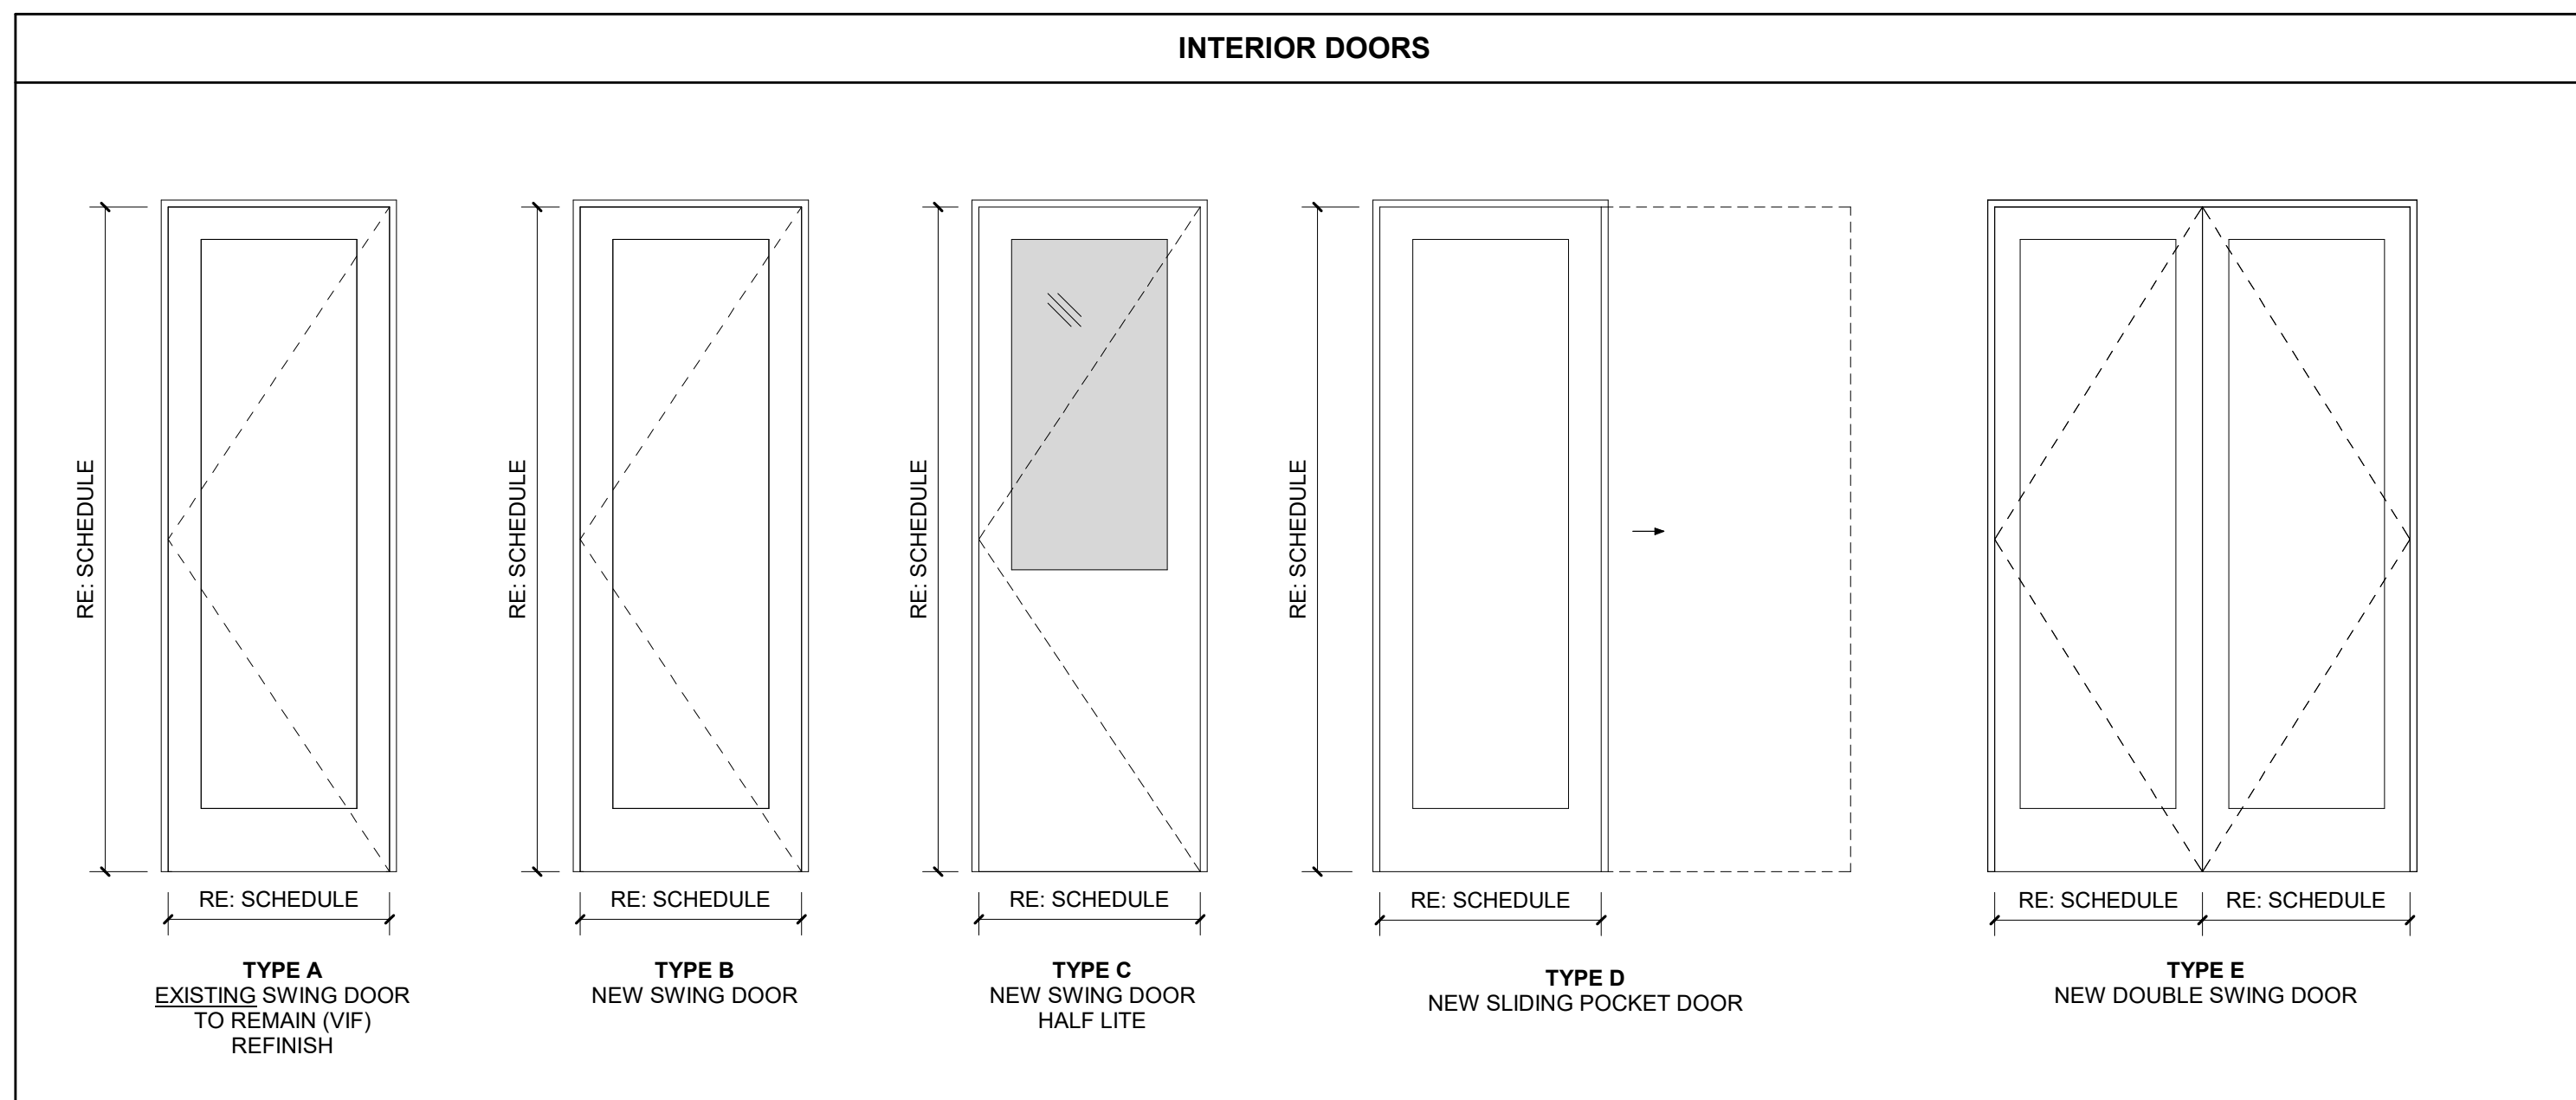 INTERIOR DOORS
RE: SCHEDULE
RE: SCHEDULE
TYPE A
EXISTING SWING DOOR
TO REMAIN (VIF)
REFINISH
RE: SCHEDULE
RE: SCHEDULE
TYPE B
NEW SWING DOOR
RE: SCHEDULE
RE: SCHEDULE
TYPE C
NEW SWING DOOR
HALF LITE
RE: SCHEDULE
RE: SCHEDULE
TYPE D
NEW SLIDING POCKET DOOR
RE: SCHEDULE
RE: SCHEDULE
TYPE E
NEW DOUBLE SWING DOOR